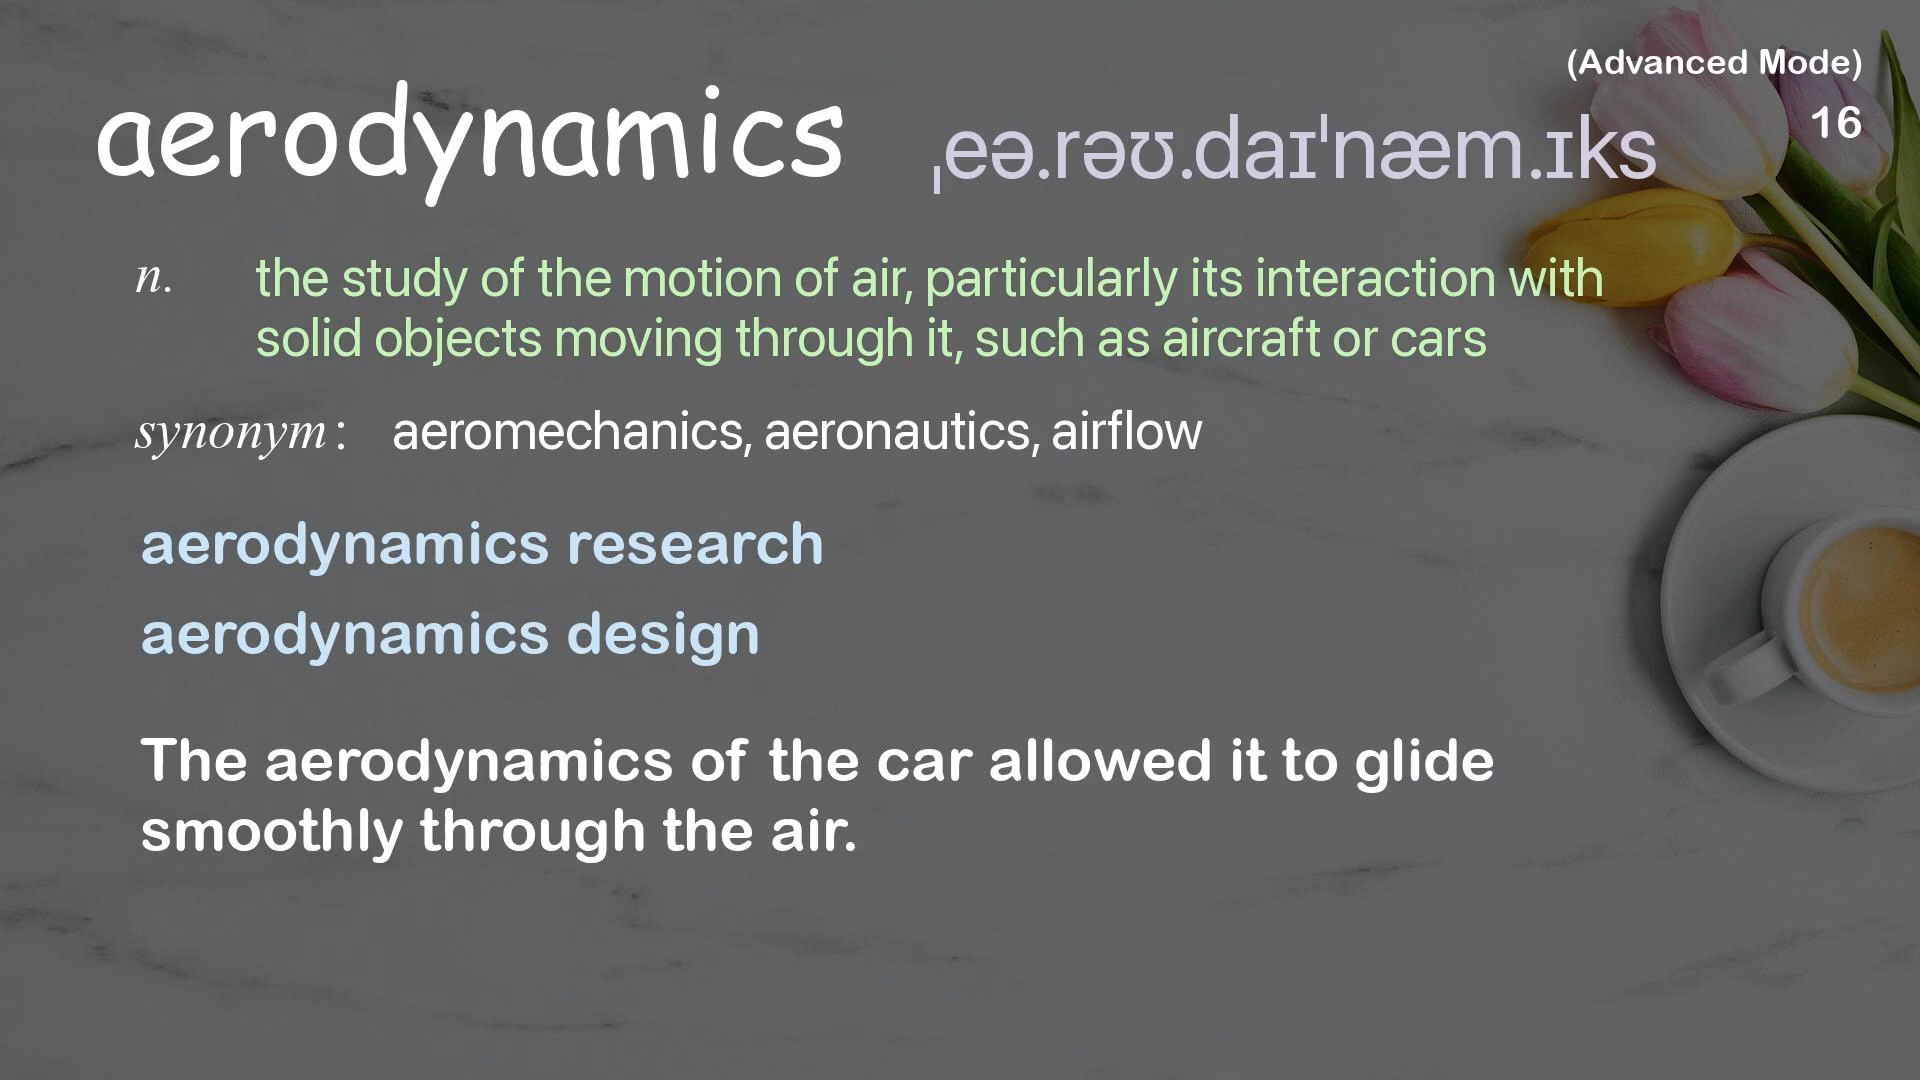 (Advanced Mode)
aerodynamics ˌeə.rəʊ.daɪˈnæm.ɪks
16
n. the study of the motion of air, particularly its interaction with
solid objects moving through it, such as aircraft or cars
synonym: aeromechanics, aeronautics, airflow
aerodynamics research
aerodynamics design
The aerodynamics of the car allowed it to glide
smoothly through the air.